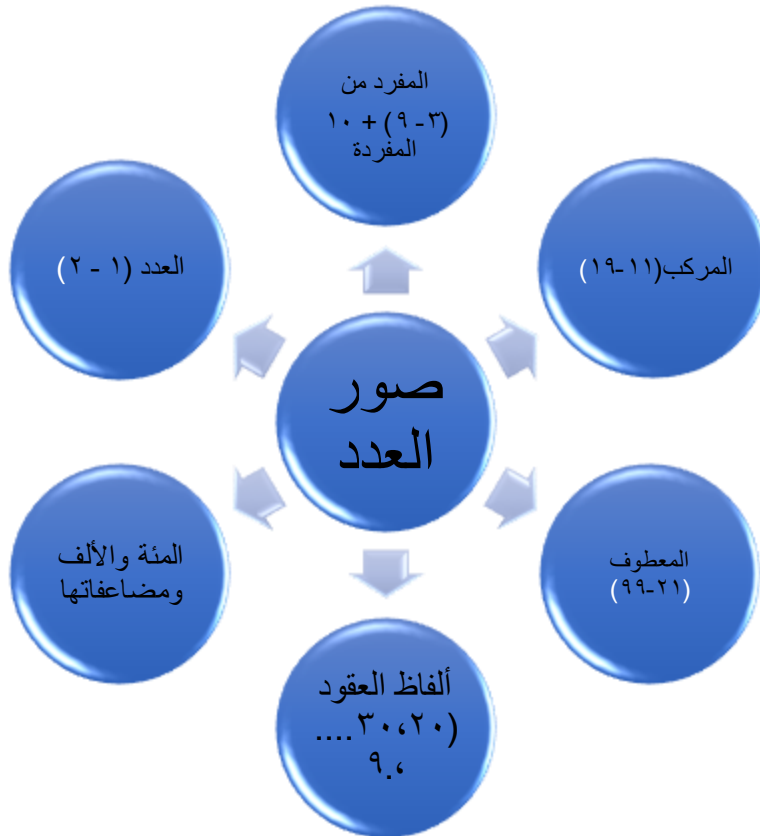 صور
العدد
المفرد من
(٣- ٩) + ١٠
المفردة
المركب(١١-١٩)
المعطوف
(٢١-٩٩)
ألفاظ العقود
(٢٠،٣٠....
،٩.
المئة والألف
ومضاعفاتها
العدد (١ - ٢)